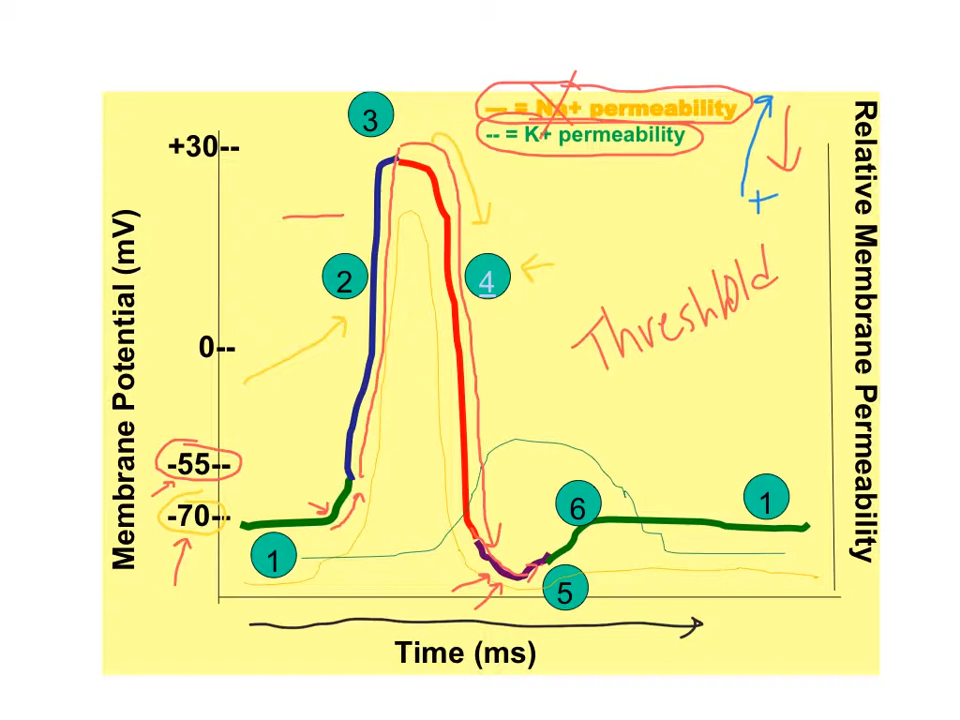 — = Na+ permeability
-- = K+ permeability
3
+30--
+
2
4
Threshold
0--
-55--
-70--
6
1
1
5
Time (ms)
Membrane Potential (mV)
Relative Membrane Permeability